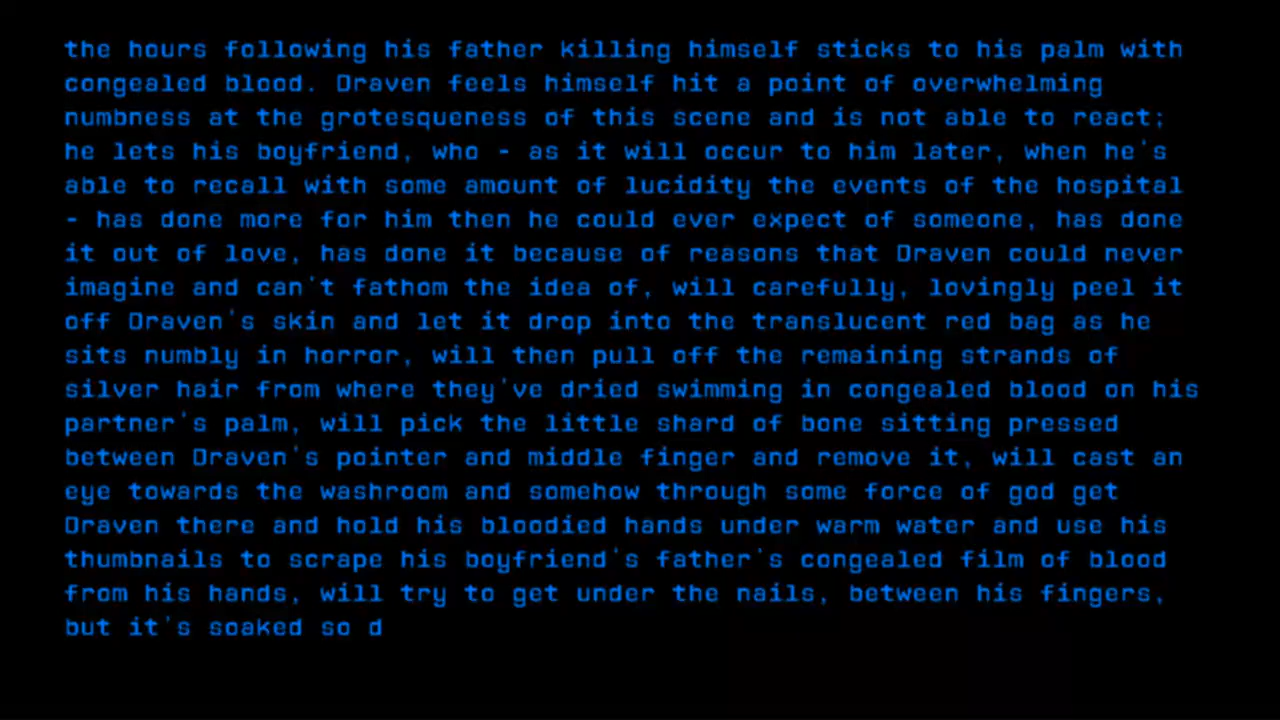 the hours following his father killing himself sticks to his palm with
congealed blood. Draven feels himself hit a point of overwhelming
numbness at the grotesqueness of this scene and is not able to react;
he lets his boyfriend, who - as it will occur to him later, when he's
able to recall with some amount of lucidity the events of the hospital
- has done more for him then he could ever expect of someone, has done
it out of love, has done it because of reasons that Draven could never
imagine and can't fathom the idea of, will carefully, lovingly peel it
off Draven's skin and let it drop into the translucent red bag as he
sits numbly in horror, will then pull off the remaining strands of
silver hair from where they've dried swimming in congealed blood on his
partner's palm, will pick the little shard of bone sitting pressed
between Draven's pointer and middle finger and remove it, will cast an
eye towards the washroom and somehow through some force of god get
Draven there and hold his bloodied hands under warm water and use his
thumbnails to scrape his boyfriend's father's congealed film of blood
from his hands, will try to get under the nails, between his fingers,
but it's soaked so d